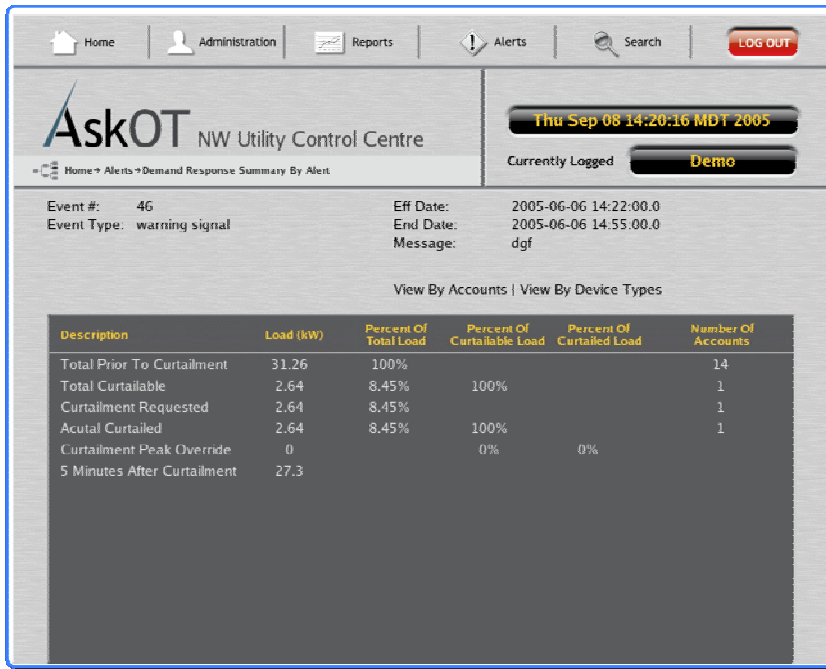 Home Administration Reports Alerts Search LOG OUT
AskOT NW Utility Control Centre
Thu Sep 08 14:20:16 MDT 2005
Currently Logged Demo
Home→ Alerts→Demand Response Summary By Alert
Event #: 46 Eff Date: 2005-06-06 14:22:00.0
Event Type: warning signal End Date: 2005-06-06 14:55:00.0
Message: dgf
View By Accounts | View By Device Types
Description Load (kW) Percent Of Total Load Percent Of Curtailable Load Percent Of Curtailed Load Number Of Accounts
Total Prior To Curtailment 31.26 100% 14
Total Curtailable 2.64 8.45% 100% 1
Curtailment Requested 2.64 8.45% 1
Acutal Curtailed 2.64 8.45% 100% 1
Curtailment Peak Override 0 0% 0%
5 Minutes After Curtailment 27.3